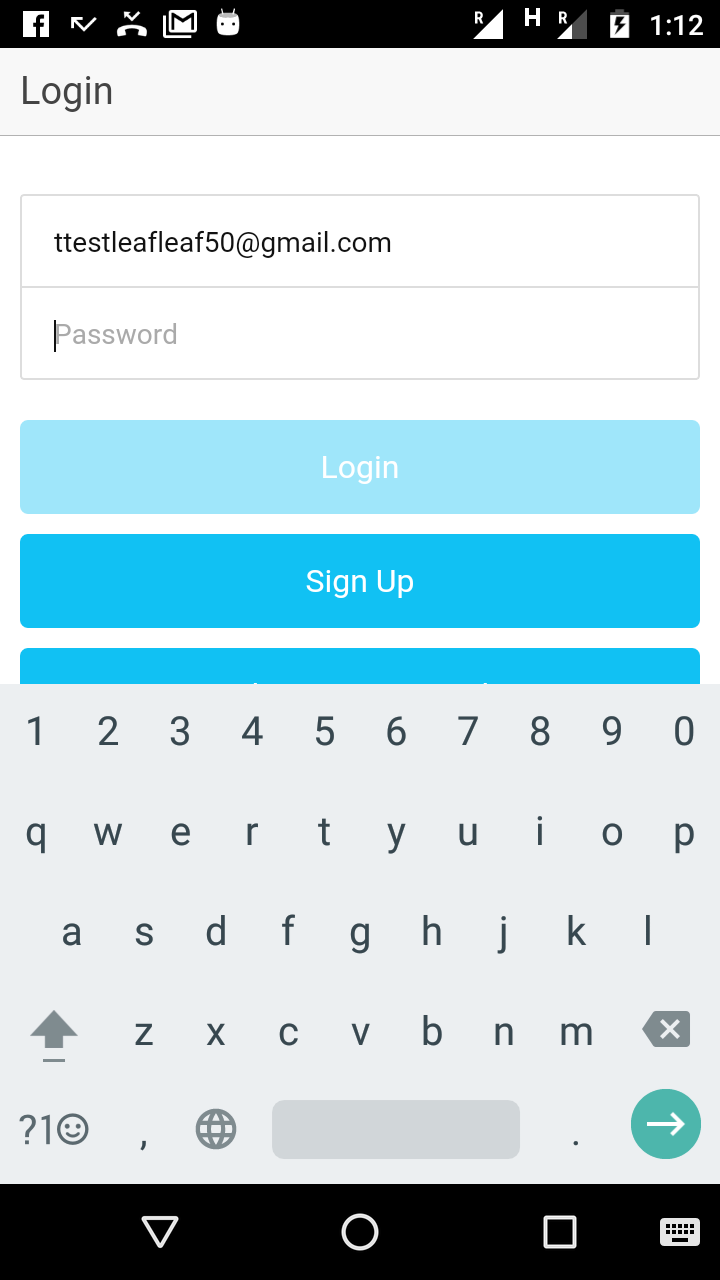 R H R 1:12
Login
ttestleafleaf50@gmail.com
Password
Login
Sign Up
1 2 3 4 5 6 7 8 9 0
q w e r t y u i o p
a s d f g h j k l
z x c v b n m
?1 , .